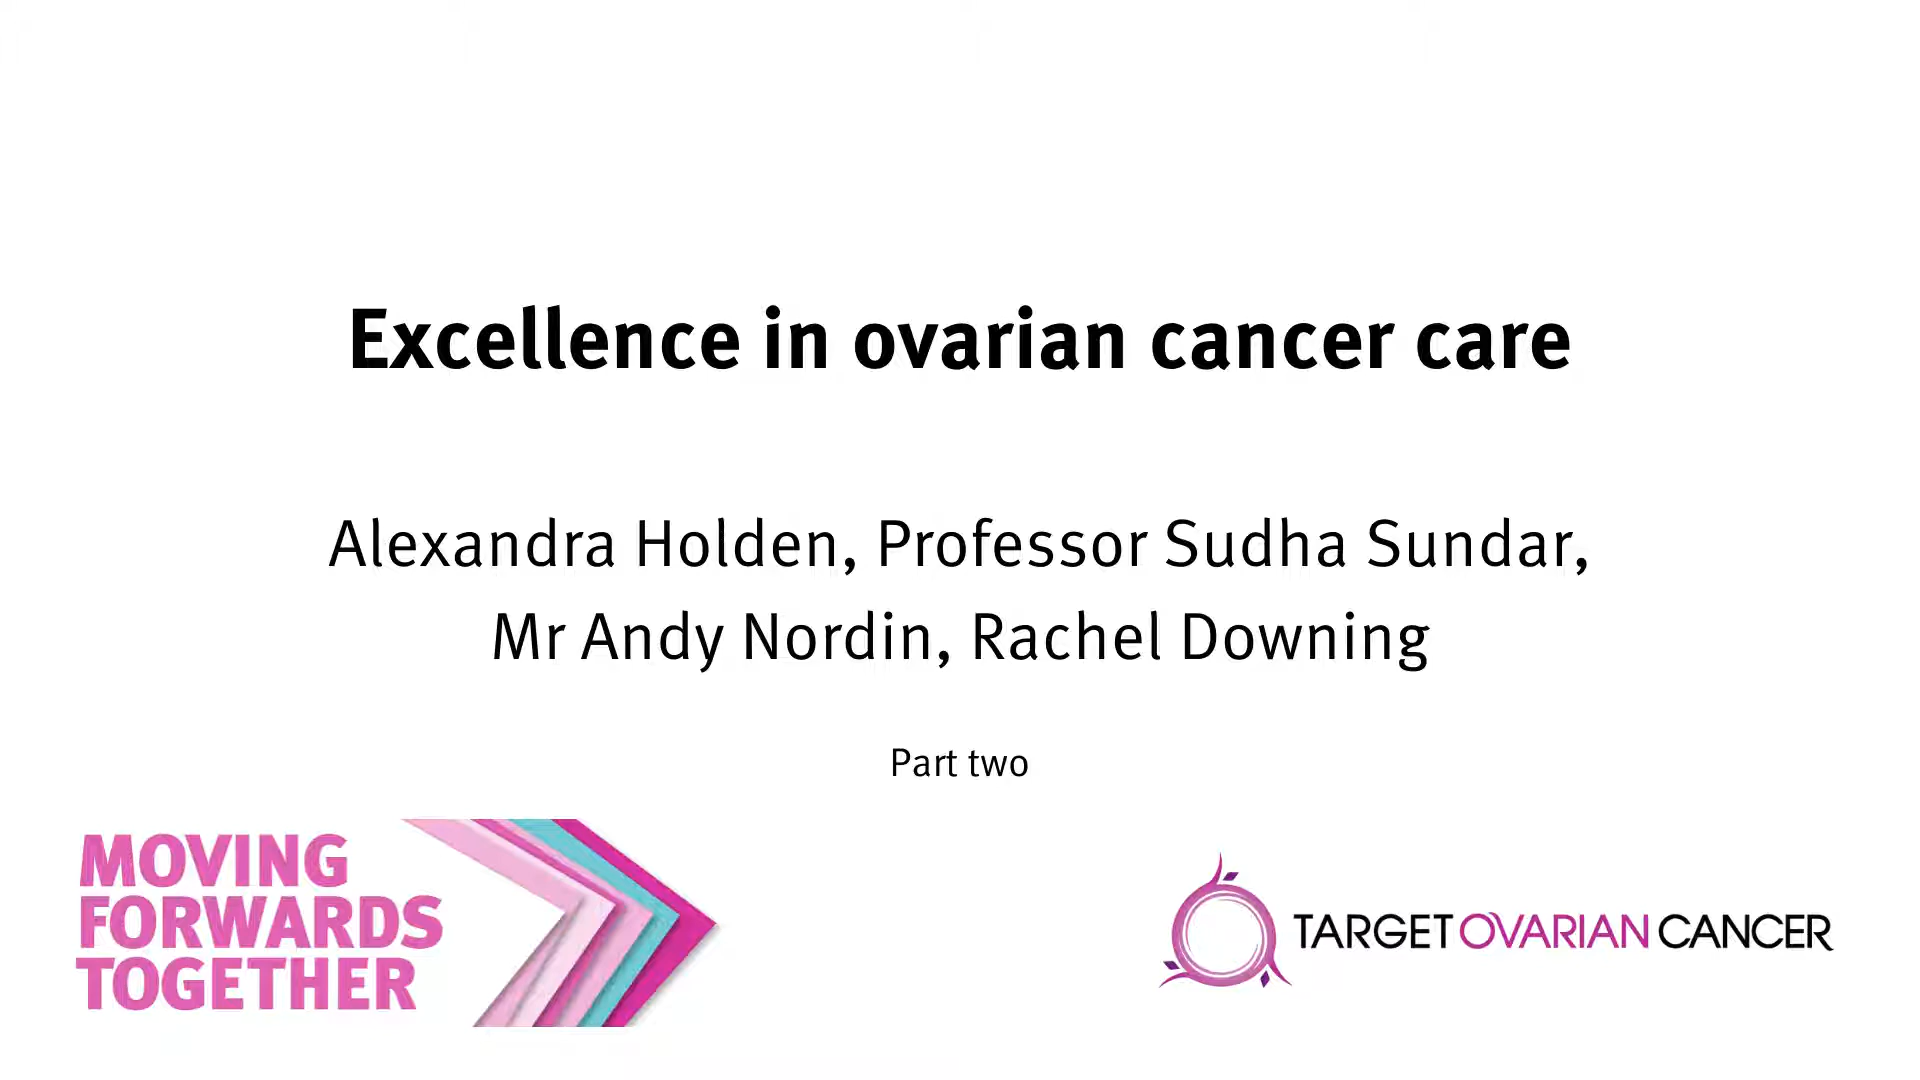 Excellence in ovarian cancer care
Alexandra Holden, Professor Sudha Sundar,
Mr Andy Nordin, Rachel Downing
Part two
MOVING
FORWARDS
TOGETHER
TARGET OVARIAN CANCER